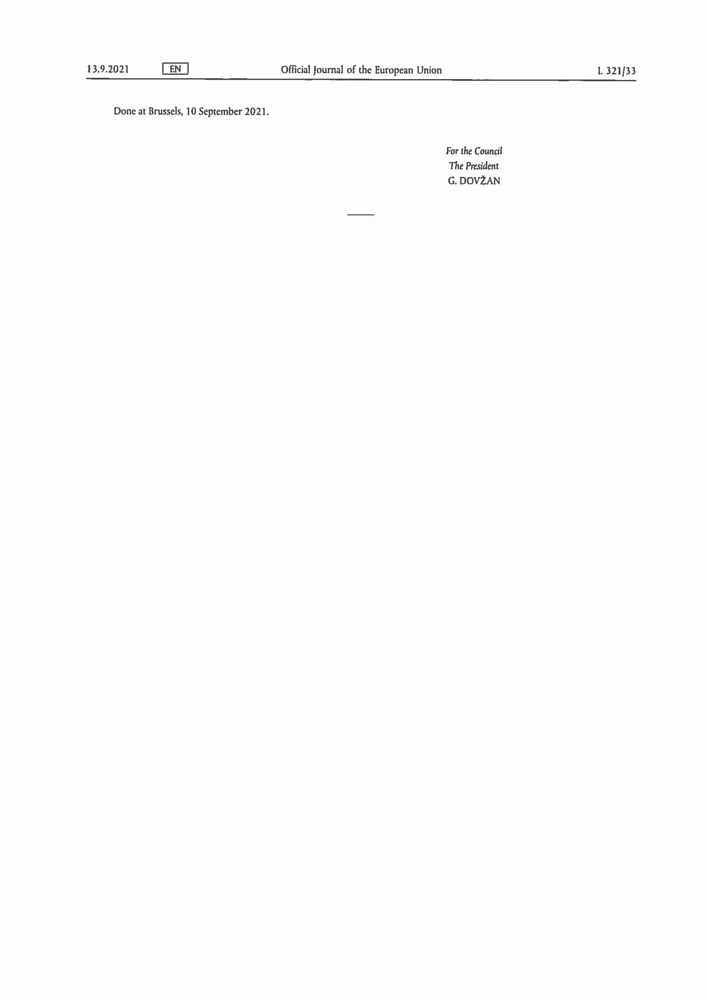 13.9.2021 EN Official Journal of the European Union L 321/33
Done at Brussels, 10 September 2021.
For the Council
The President
G. DOVŽAN